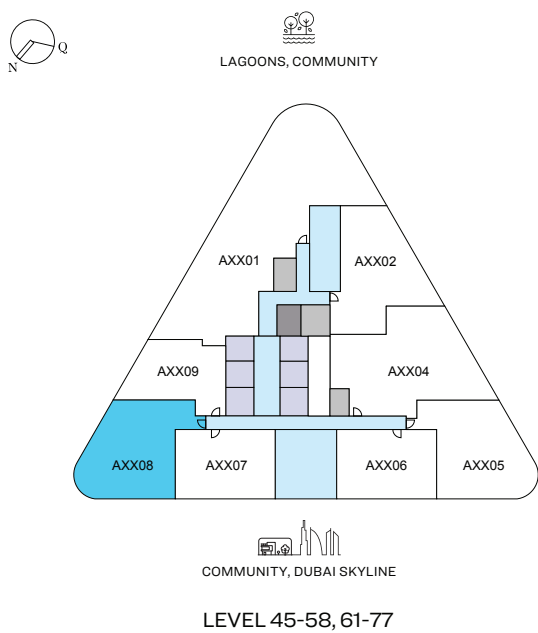 Q
N
LAGOONS, COMMUNITY
AXX01
AXX02
AXX09
AXX04
AXX08
AXX07
AXX06
AXX05
COMMUNITY, DUBAI SKYLINE
LEVEL 45-58, 61-77